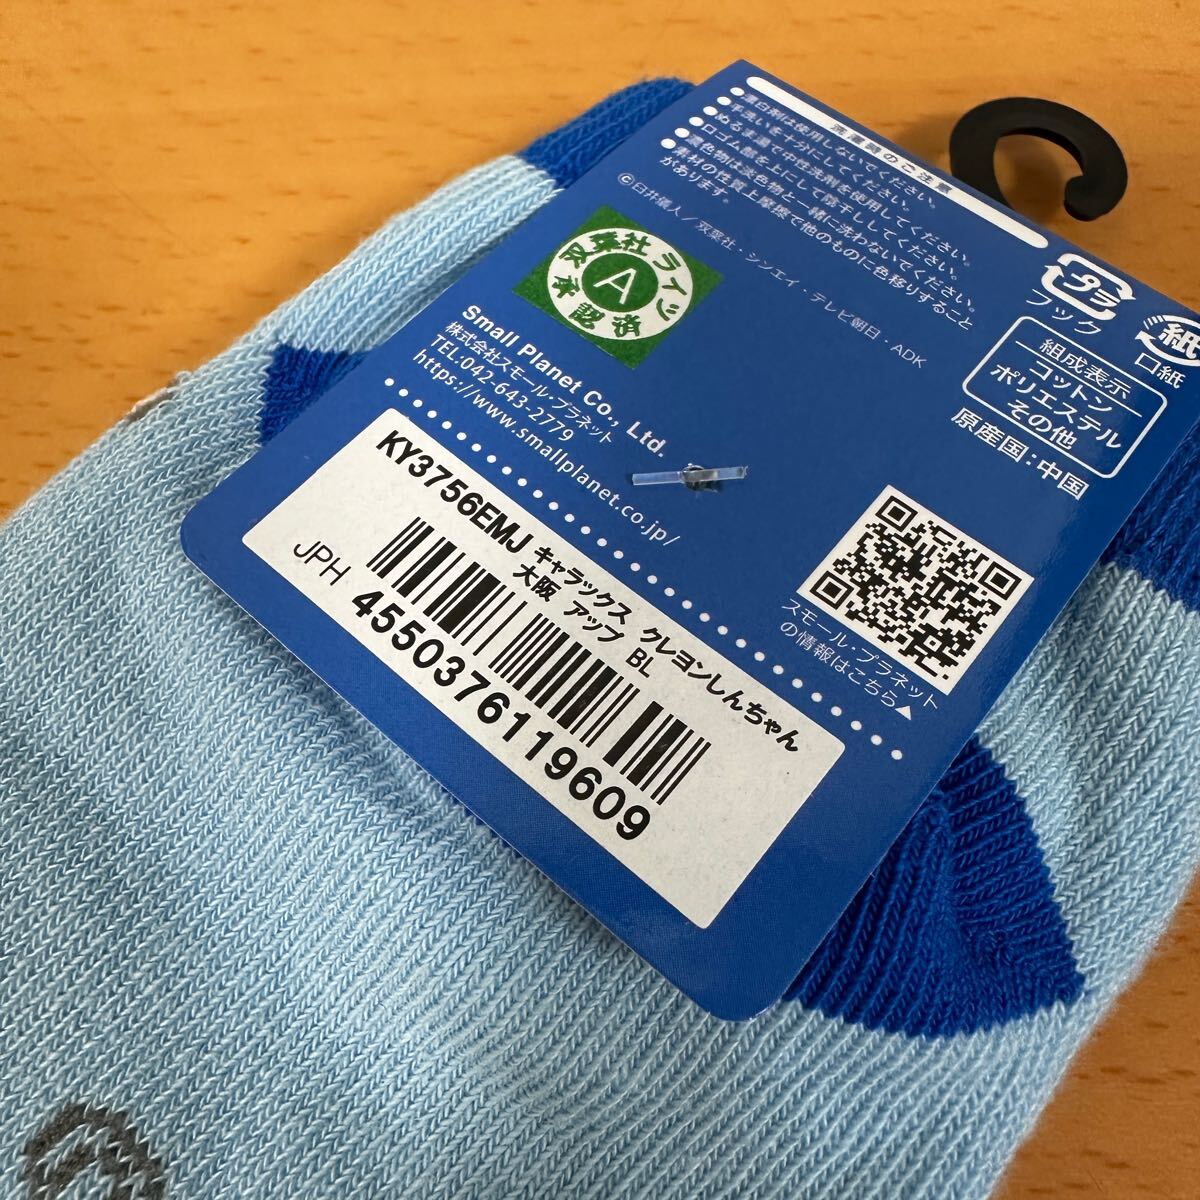 洗濯時のご注意
●漂白剤は使用しないでください。
●手洗いを十分にしてください。
●ぬるま湯で中性洗剤を使用してください。
●口ゴム部を上にして陰干ししてください。
●濃色物は淡色物と一緒に洗わないでください。
●素材の性質上摩擦で他のものに色移りすること
があります。
©臼井儀人/双葉社・シンエイ・テレビ朝日・ADK
双葉社ライツ
A
承認済
Small Planet Co., Ltd.
株式会社スモール・プラネット
TEL:042-643-2779
https://www.smallplanet.co.jp/
プラ
フック
紙
口紙
組成表示
コットン
ポリエステル
その他
原産国:中国
スモール・プラネット
の情報はこちら▲
KY3756EMJ キャラックス クレヨンしんちゃん
大阪 アップ BL
JPH
4550376119609